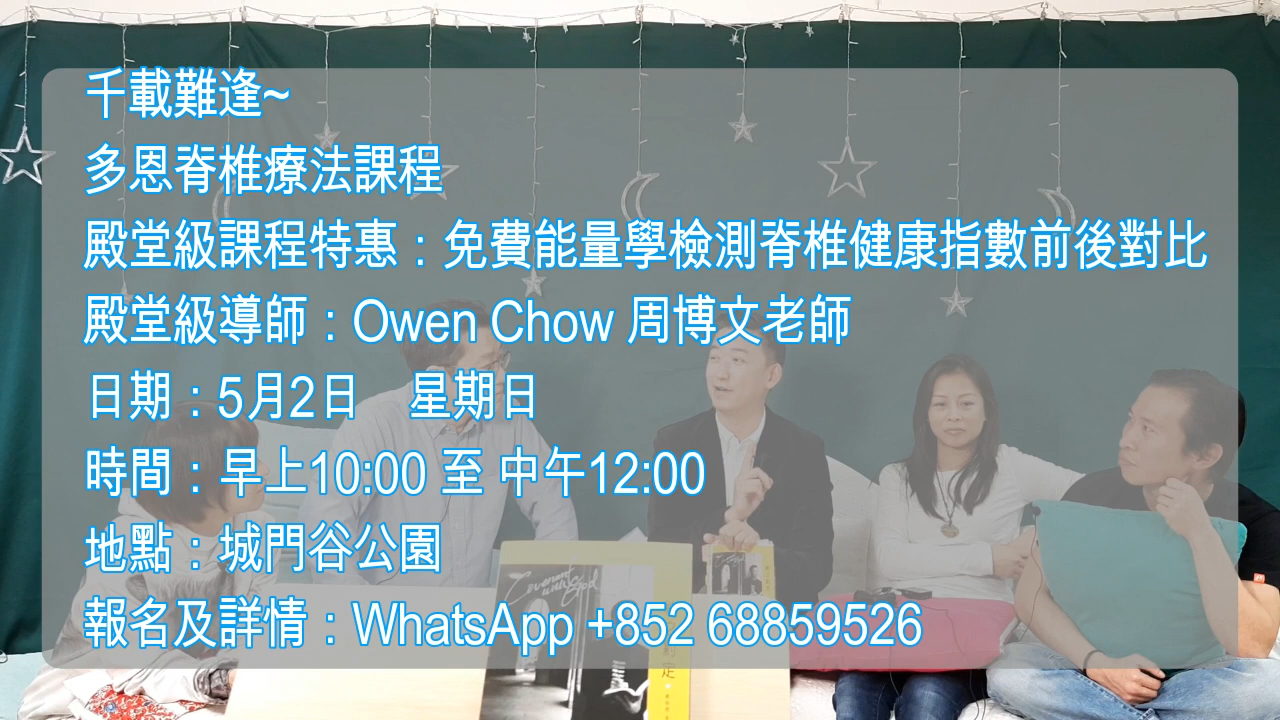 千載難逢~
多恩脊椎療法課程
殿堂級課程特惠：免費能量學檢測脊椎健康指數前後對比
殿堂級導師：Owen Chow 周博文老師
日期：5月2日 星期日
時間：早上10:00 至 中午12:00
地點：城門谷公園
報名及詳情：WhatsApp +852 68859526
Covenant with God
定